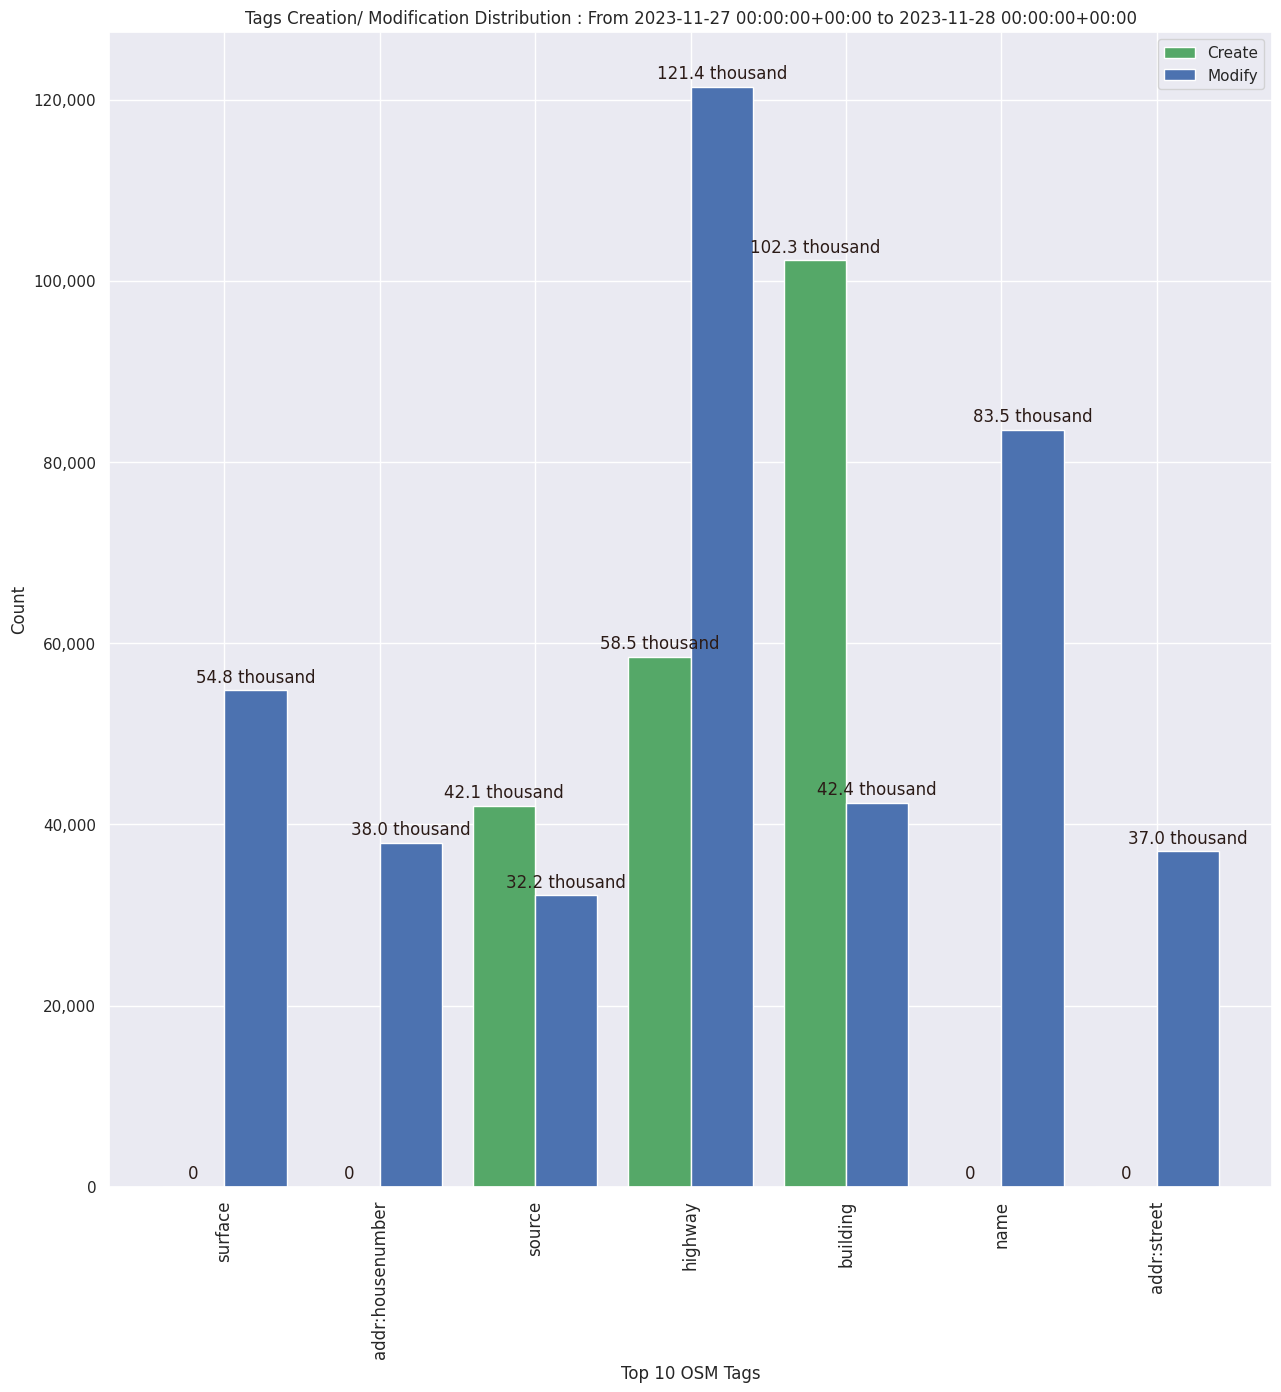 Tags Creation/ Modification Distribution : From 2023-11-27 00:00:00+00:00 to 2023-11-28 00:00:00+00:00
Create
Modify
121.4 thousand
120,000
102.3 thousand
100,000
83.5 thousand
80,000
58.5 thousand
60,000
54.8 thousand
42.1 thousand
42.4 thousand
40,000
38.0 thousand
37.0 thousand
32.2 thousand
20,000
0
0
0
0
0
Count
surface
addr:housenumber
source
highway
building
name
addr:street
Top 10 OSM Tags